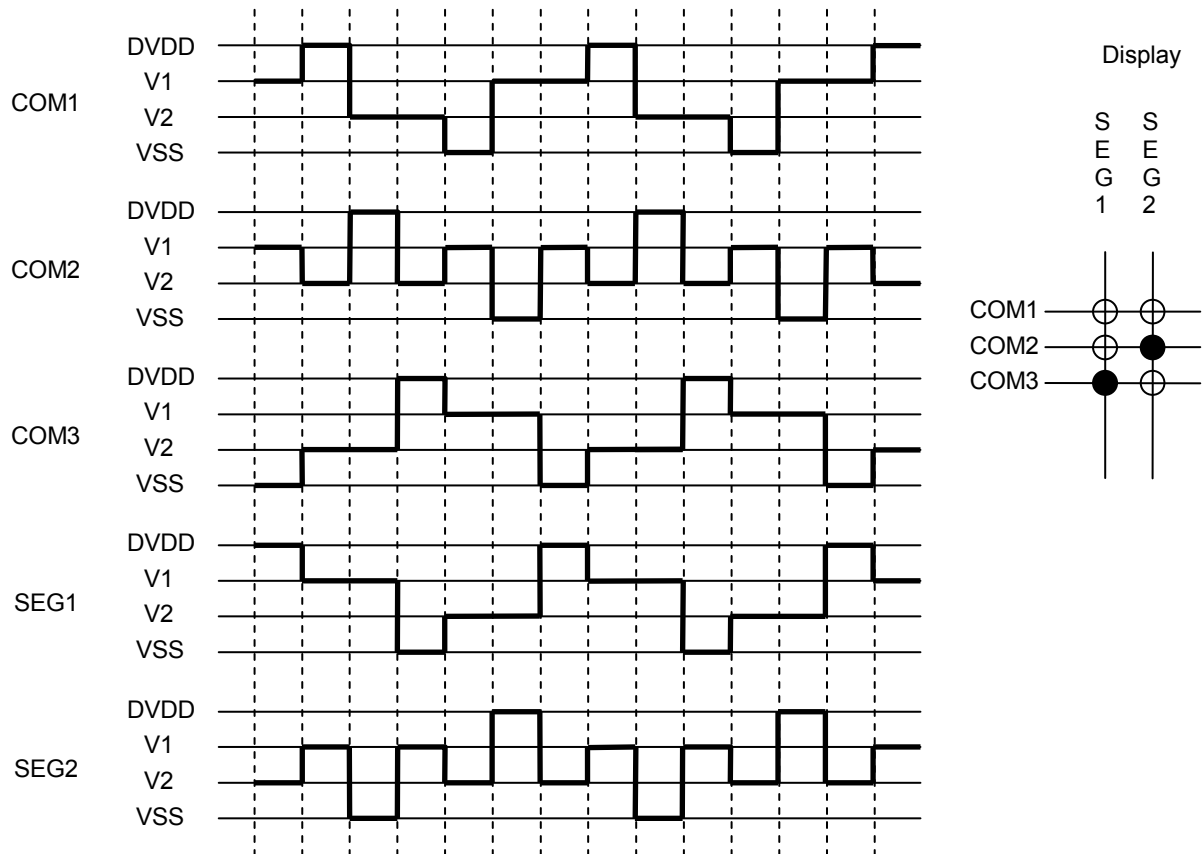 DVDD
V1
COM1
V2
VSS
DVDD
V1
COM2
V2
VSS
DVDD
V1
COM3
V2
VSS
DVDD
V1
SEG1
V2
VSS
DVDD
V1
SEG2
V2
VSS
Display
S S
E E
G G
1 2
COM1
COM2
COM3